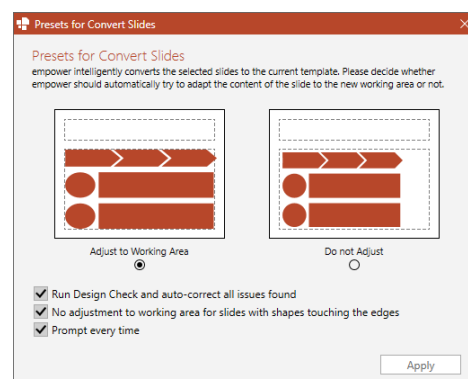 Presets for Convert Slides
Presets for Convert Slides
empower intelligently converts the selected slides to the current template. Please decide whether
empower should automatically try to adapt the content of the slide to the new working area or not.
Adjust to Working Area
Do not Adjust
Run Design Check and auto-correct all issues found
No adjustment to working area for slides with shapes touching the edges
Prompt every time
Apply